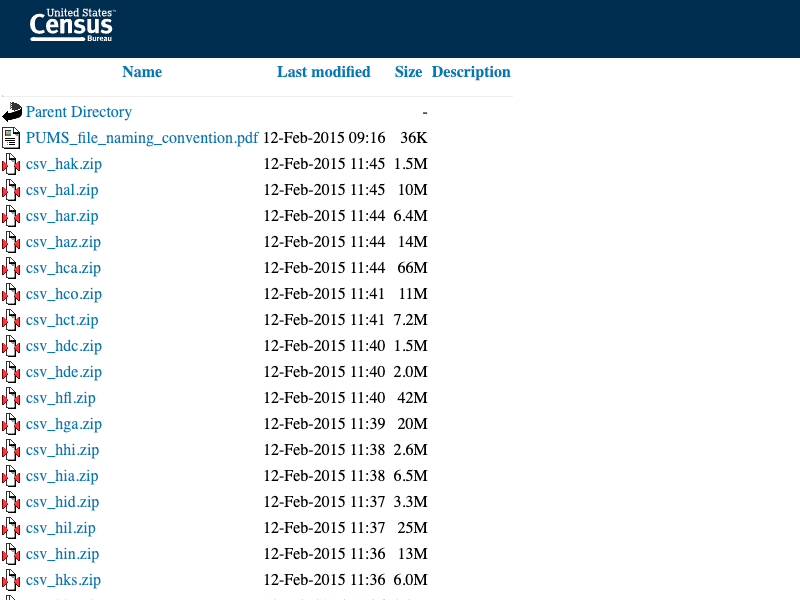 United States™
Census
Bureau
Name Last modified Size Description
Parent Directory -
PUMS_file_naming_convention.pdf 12-Feb-2015 09:16 36K
csv_hak.zip 12-Feb-2015 11:45 1.5M
csv_hal.zip 12-Feb-2015 11:45 10M
csv_har.zip 12-Feb-2015 11:44 6.4M
csv_haz.zip 12-Feb-2015 11:44 14M
csv_hca.zip 12-Feb-2015 11:44 66M
csv_hco.zip 12-Feb-2015 11:41 11M
csv_hct.zip 12-Feb-2015 11:41 7.2M
csv_hdc.zip 12-Feb-2015 11:40 1.5M
csv_hde.zip 12-Feb-2015 11:40 2.0M
csv_hfl.zip 12-Feb-2015 11:40 42M
csv_hga.zip 12-Feb-2015 11:39 20M
csv_hhi.zip 12-Feb-2015 11:38 2.6M
csv_hia.zip 12-Feb-2015 11:38 6.5M
csv_hid.zip 12-Feb-2015 11:37 3.3M
csv_hil.zip 12-Feb-2015 11:37 25M
csv_hin.zip 12-Feb-2015 11:36 13M
csv_hks.zip 12-Feb-2015 11:36 6.0M